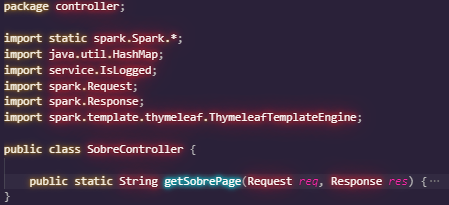 package controller;
import static spark.Spark.*;
import java.util.HashMap;
import service.IsLogged;
import spark.Request;
import spark.Response;
import spark.template.thymeleaf.ThymeleafTemplateEngine;
public class SobreController {
public static String getSobrePage(Request req, Response res) {⋯
}